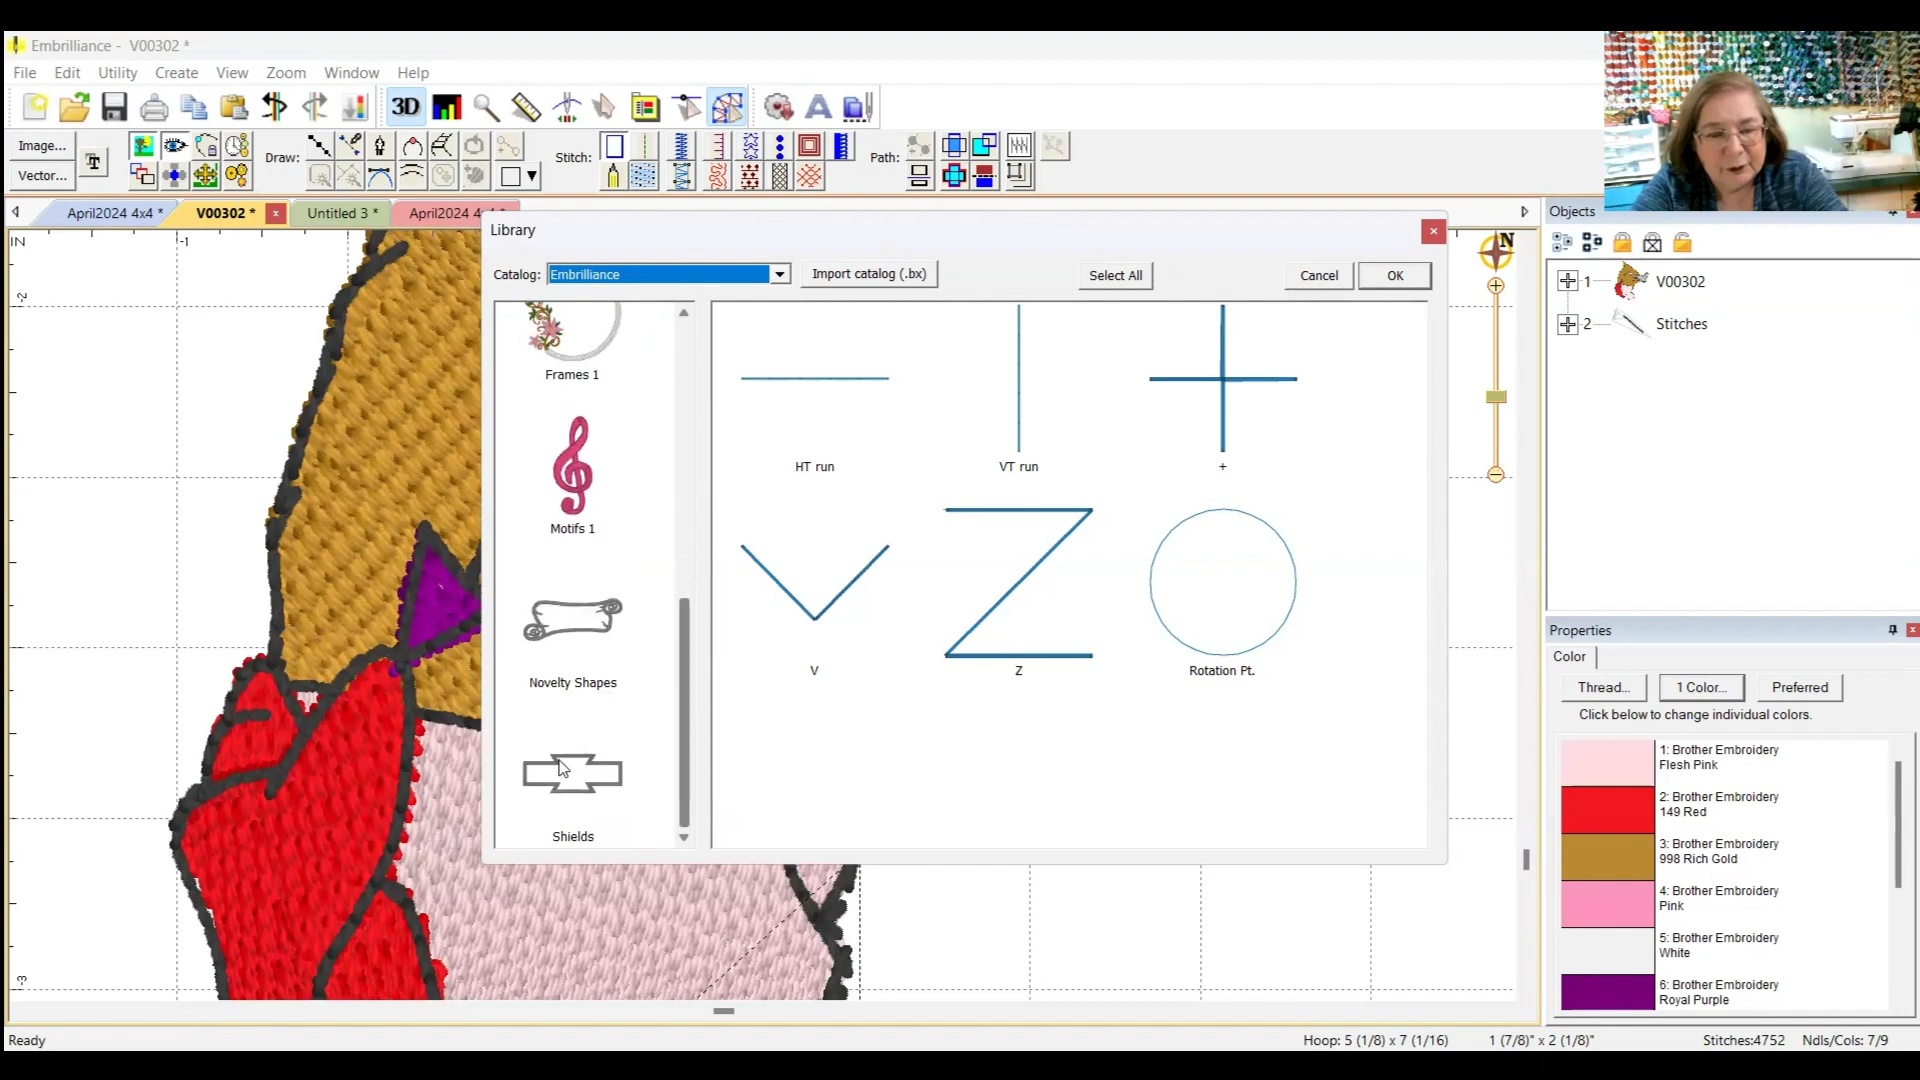 Embrilliance - V00302 *
File Edit Utility Create View Zoom Window Help
3D
Image...
Vector...
Draw:
Stitch:
Path:
April2024 4x4 *
V00302 *
Untitled 3 *
April2024 4
IN
-1
-2
-3
N
Library
Catalog: Embrilliance
Import catalog (.bx)
Select All
Cancel
OK
Frames 1
Motifs 1
Novelty Shapes
Shields
HT run
VT run
+
V
Z
Rotation Pt.
Objects
1 V00302
2 Stitches
Properties
Color
Thread...
1 Color...
Preferred
Click below to change individual colors.
1: Brother Embroidery
Flesh Pink
2: Brother Embroidery
149 Red
3: Brother Embroidery
998 Rich Gold
4: Brother Embroidery
Pink
5: Brother Embroidery
White
6: Brother Embroidery
Royal Purple
Ready
Hoop: 5 (1/8) x 7 (1/16)
1 (7/8)" x 2 (1/8)"
Stitches:4752
Ndls/Cols: 7/9